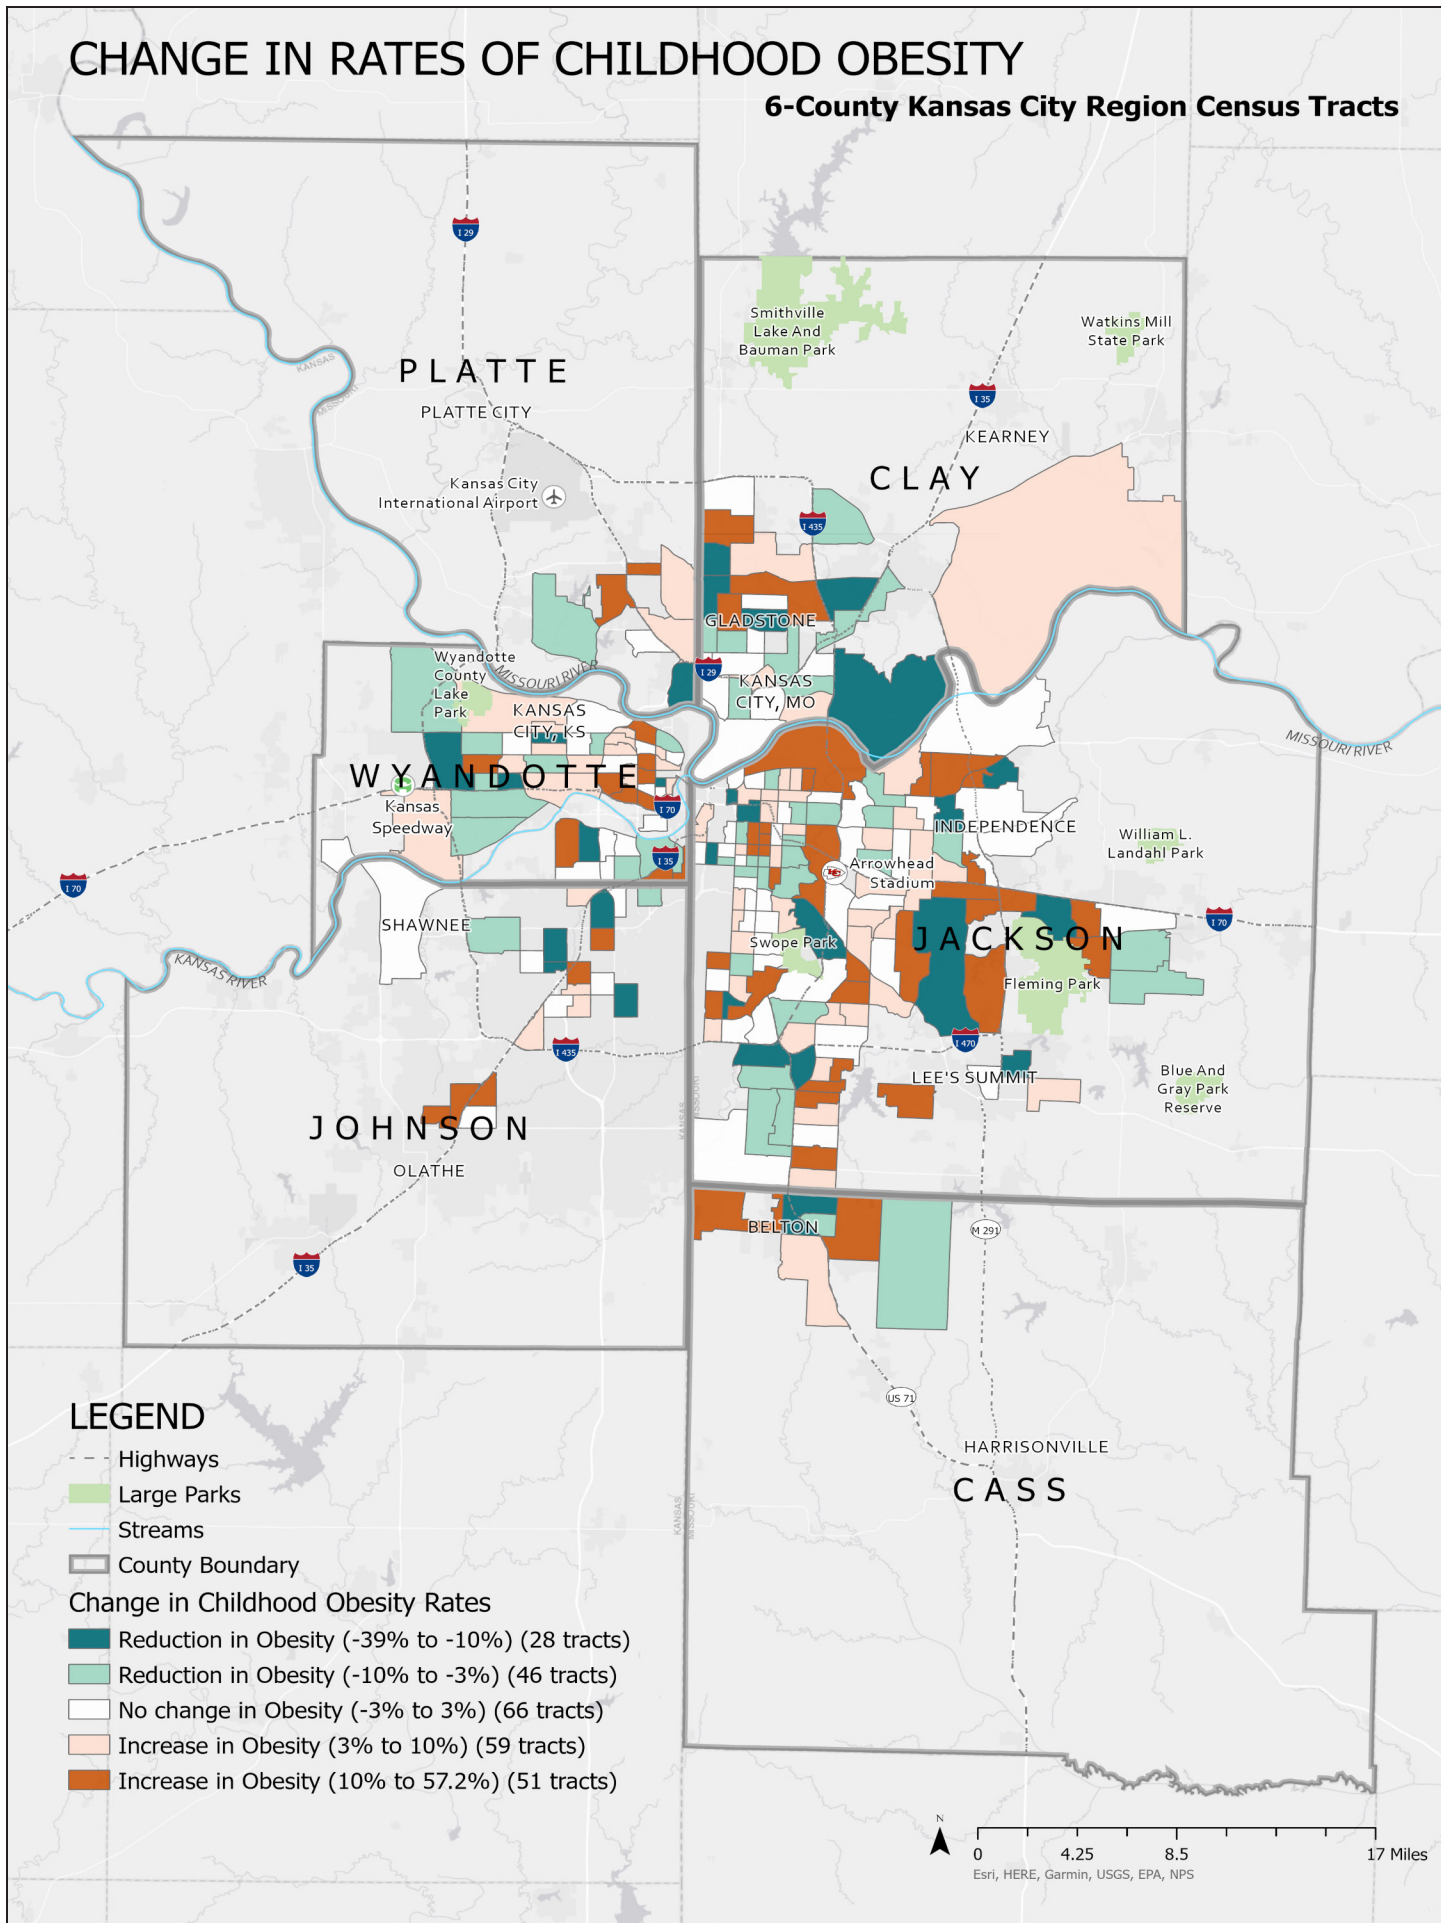 CHANGE IN RATES OF CHILDHOOD OBESITY
6-County Kansas City Region Census Tracts
I 29
Smithville
Lake And
Bauman Park
Watkins Mill
State Park
KANSAS
MISSOURI
PLATTE
PLATTE CITY
I 35
KEARNEY
CLAY
Kansas City
International Airport
I 435
GLADSTONE
Wyandotte
County
Lake
Park
MISSOURI RIVER
I 29
KANSAS
CITY, MO
KANSAS
CITY, KS
MISSOURI RIVER
WYANDOTTE
Kansas
Speedway
I 70
INDEPENDENCE
William L.
Landahl Park
I 35
Arrowhead
Stadium
I 70
SHAWNEE
I 70
KANSAS RIVER
Swope Park
JACKSON
Fleming Park
I 435
I 470
LEE'S SUMMIT
Blue And
Gray Park
Reserve
KANSAS
MISSOURI
JOHNSON
OLATHE
BELTON
M 291
I 35
US 71
HARRISONVILLE
CASS
KANSAS
MISSOURI
LEGEND
Highways
Large Parks
Streams
County Boundary
Change in Childhood Obesity Rates
Reduction in Obesity (-39% to -10%) (28 tracts)
Reduction in Obesity (-10% to -3%) (46 tracts)
No change in Obesity (-3% to 3%) (66 tracts)
Increase in Obesity (3% to 10%) (59 tracts)
Increase in Obesity (10% to 57.2%) (51 tracts)
N
0 4.25 8.5 17 Miles
Esri, HERE, Garmin, USGS, EPA, NPS